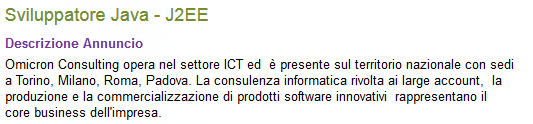 Sviluppatore Java - J2EE
Descrizione Annuncio
Omicron Consulting opera nel settore ICT ed  è presente sul territorio nazionale con sedi
a Torino, Milano, Roma, Padova. La consulenza informatica rivolta ai large account,  la
produzione e la commercializzazione di prodotti software innovativi  rappresentano il
core business dell'impresa.